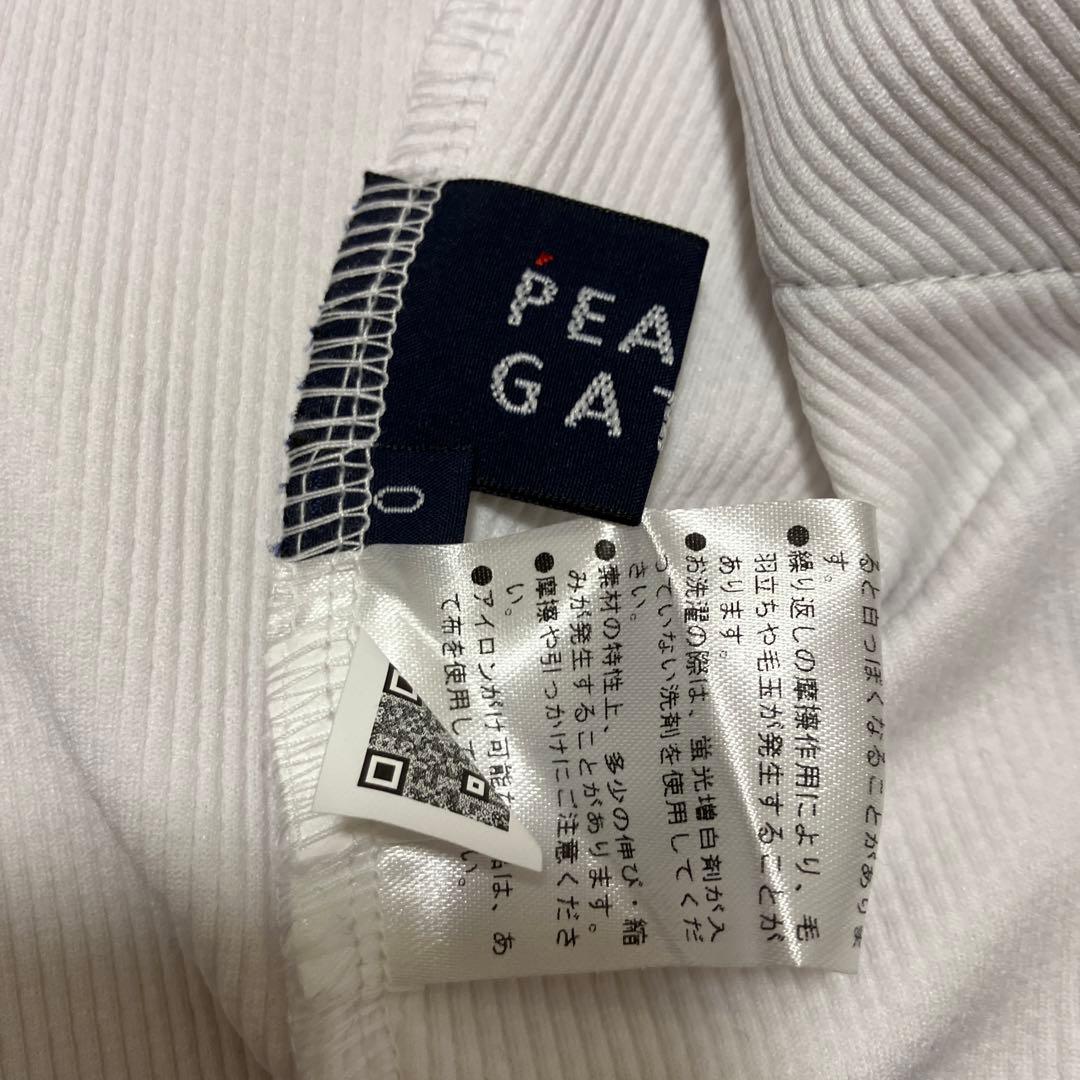 PEA
GA
0
ると白っぽくなることがありま
す。
●繰り返しの摩擦作用により、毛
羽立ちや毛玉が発生することが
あります。
●お洗濯の際は、蛍光増白剤が入
っていない洗剤を使用してくだ
さい。
●素材の特性上、多少の伸び・縮
みが発生することがあります。
●摩擦や引っかけにご注意くださ
い。
●アイロンがけ可能 は、あ
て布を使用して い。